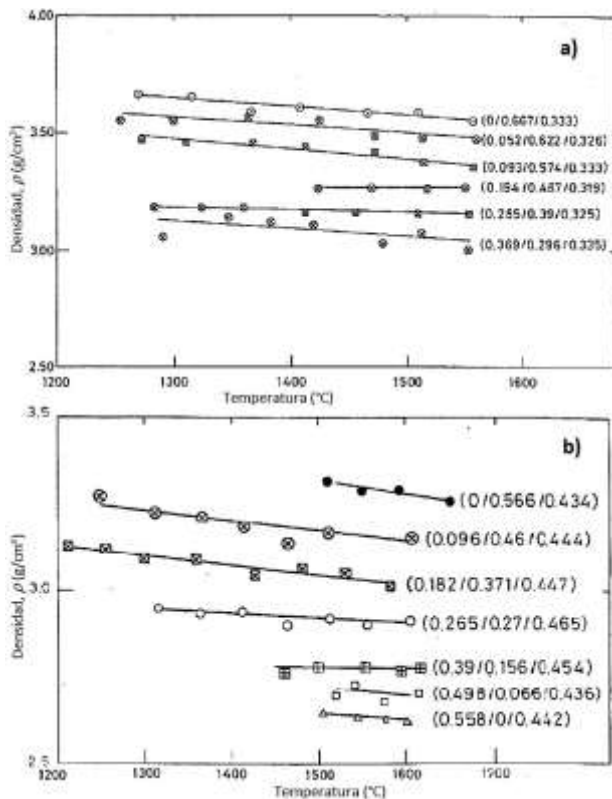 4.00
a)
(0/0.667/0.333)
3.50
(0.052/0.622/0.326)
(0.093/0.574/0.333)
(0.194/0.487/0.319)
(0.285/0.39/0.325)
3.00
(0.369/0.296/0.335)
Densidad, ρ (g/cm³)
2.50
1200 1300 1400 1500 1600
Temperatura (°C)
3.5
b)
(0/0.566/0.434)
(0.096/0.46/0.444)
3.0
(0.182/0.371/0.447)
(0.265/0.27/0.465)
(0.39/0.156/0.454)
(0.498/0.066/0.436)
(0.558/0/0.442)
Densidad, ρ (g/cm³)
2.5
1200 1300 1400 1500 1600 1700
Temperatura (°C)